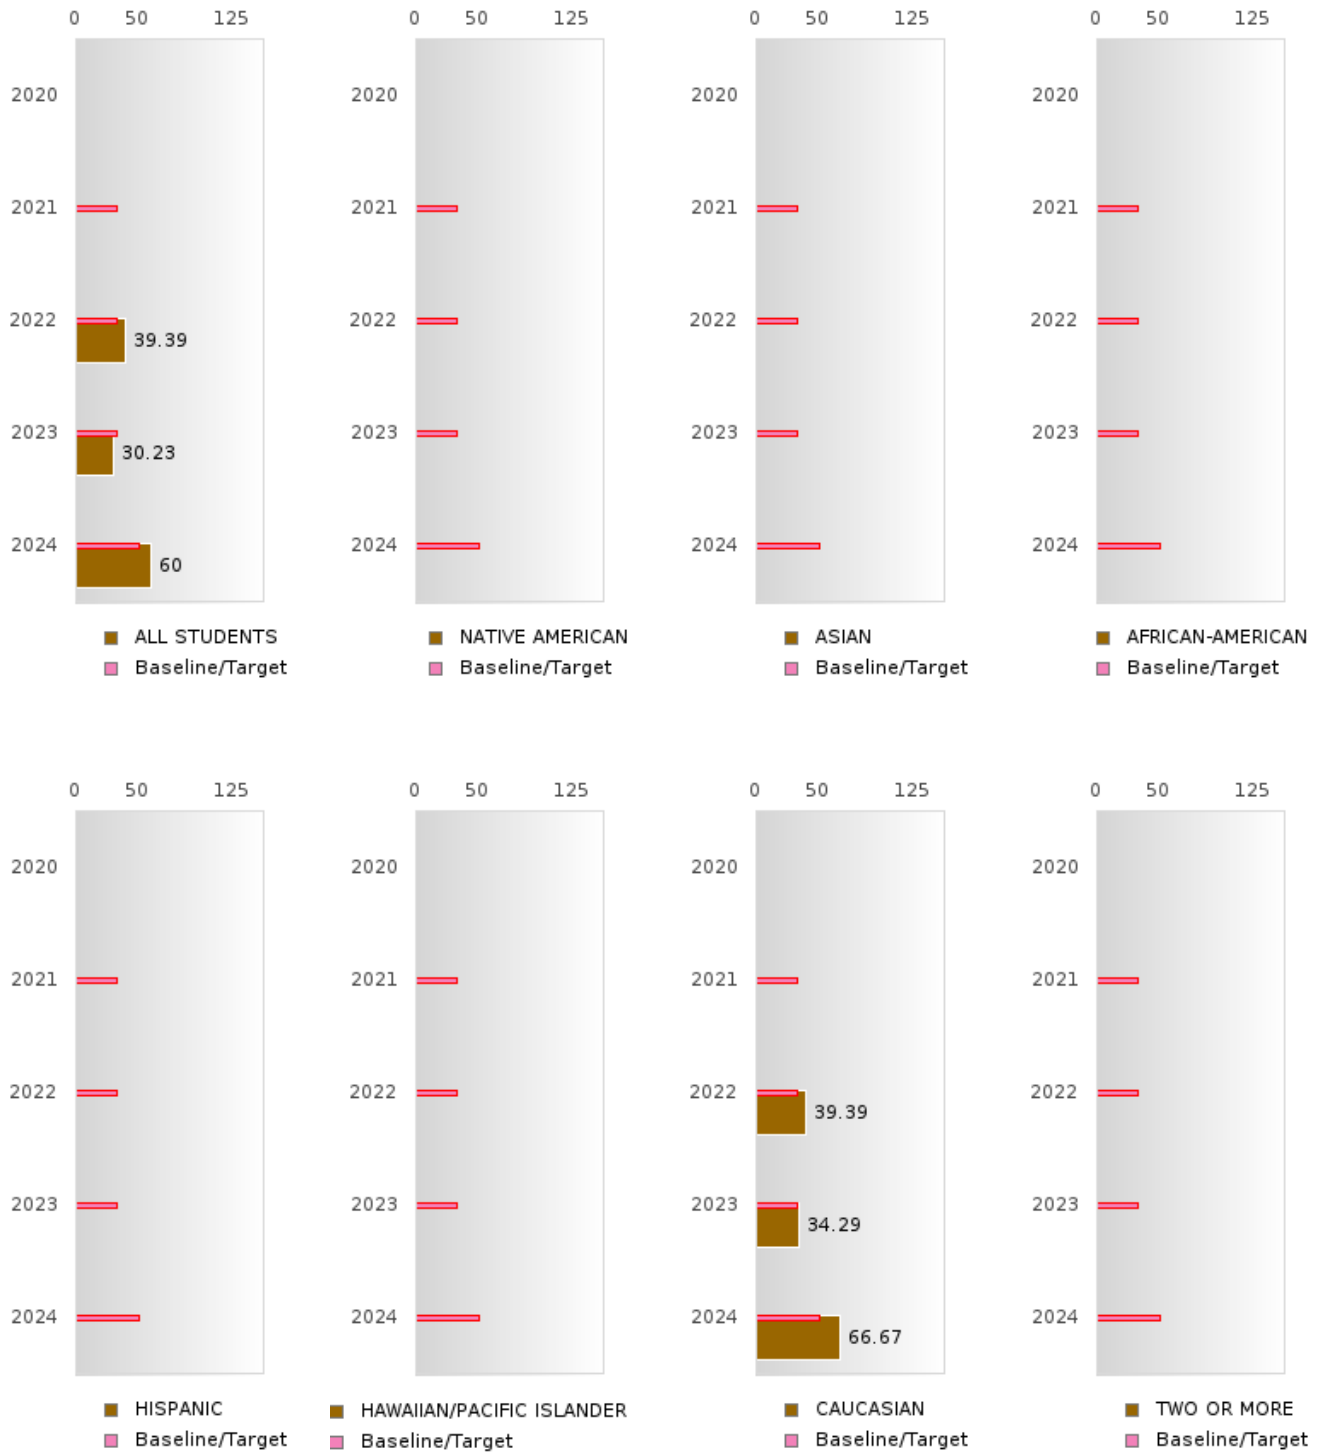 0 50 125 0 50 125 0 50 125 0 50 125
2020 2020 2020 2020
2021 2021 2021 2021
2022 2022 2022 2022
39.39
2023 2023 2023 2023
30.23
2024 2024 2024 2024
60
ALL STUDENTS NATIVE AMERICAN ASIAN AFRICAN-AMERICAN
Baseline/Target Baseline/Target Baseline/Target Baseline/Target
0 50 125 0 50 125 0 50 125 0 50 125
2020 2020 2020 2020
2021 2021 2021 2021
2022 2022 2022 2022
39.39
2023 2023 2023 2023
34.29
2024 2024 2024 2024
66.67
HISPANIC HAWAIIAN/PACIFIC ISLANDER CAUCASIAN TWO OR MORE
Baseline/Target Baseline/Target Baseline/Target Baseline/Target